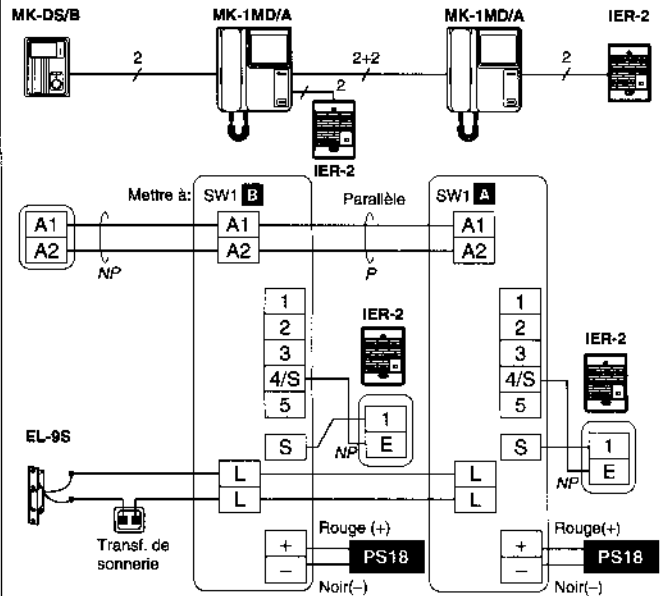 MK-DS/B
MK-1MD/A
MK-1MD/A
IER-2
2
2+2
2
2
IER-2
Mettre à: SW1 B
Parallèle
SW1 A
A1
A2
NP
A1
A2
P
A1
A2
1
2
3
4/S
5
S
IER-2
1
E
NP
1
2
3
4/S
5
S
IER-2
1
E
NP
EL-9S
Transf. de
sonnerie
L
L
L
L
+
–
Rouge (+)
PS18
Noir(–)
+
–
Rouge(+)
PS18
Noir(–)